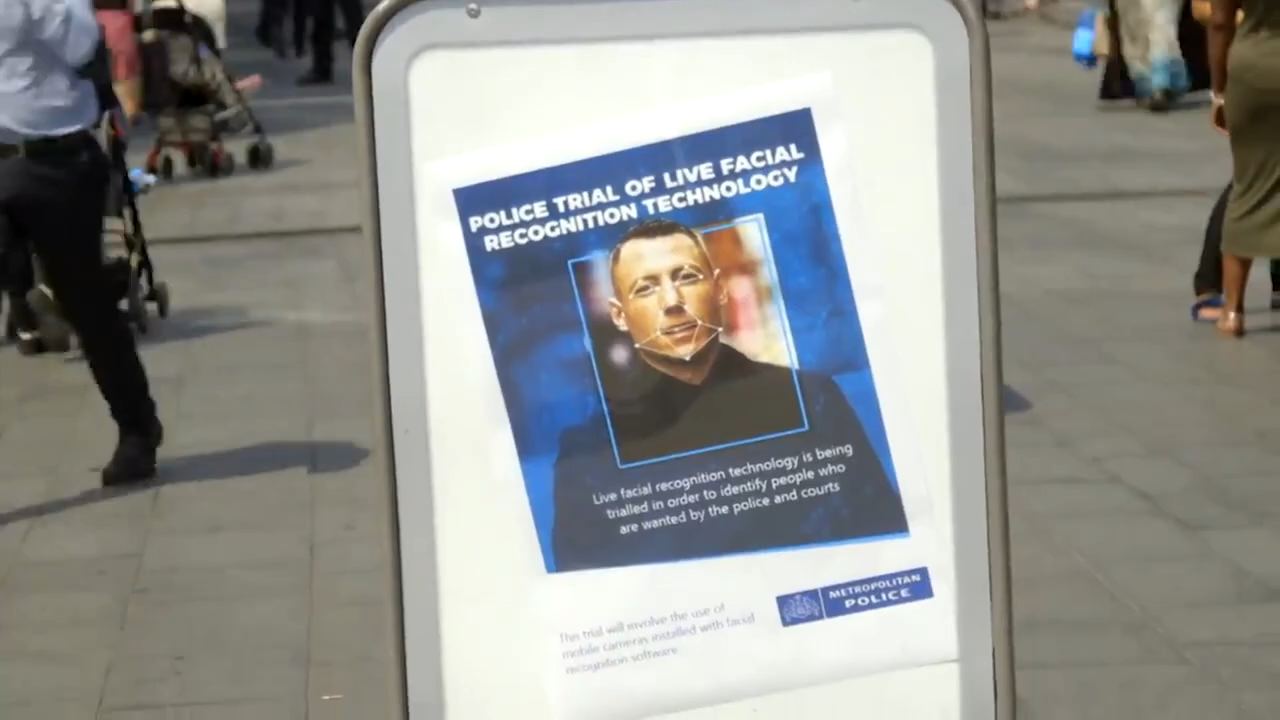 POLICE TRIAL OF LIVE FACIAL
RECOGNITION TECHNOLOGY
Live facial recognition technology is being
trialled in order to identify people who
are wanted by the police and courts
METROPOLITAN
POLICE
This trial will involve the use of
mobile cameras installed with facial
recognition software.